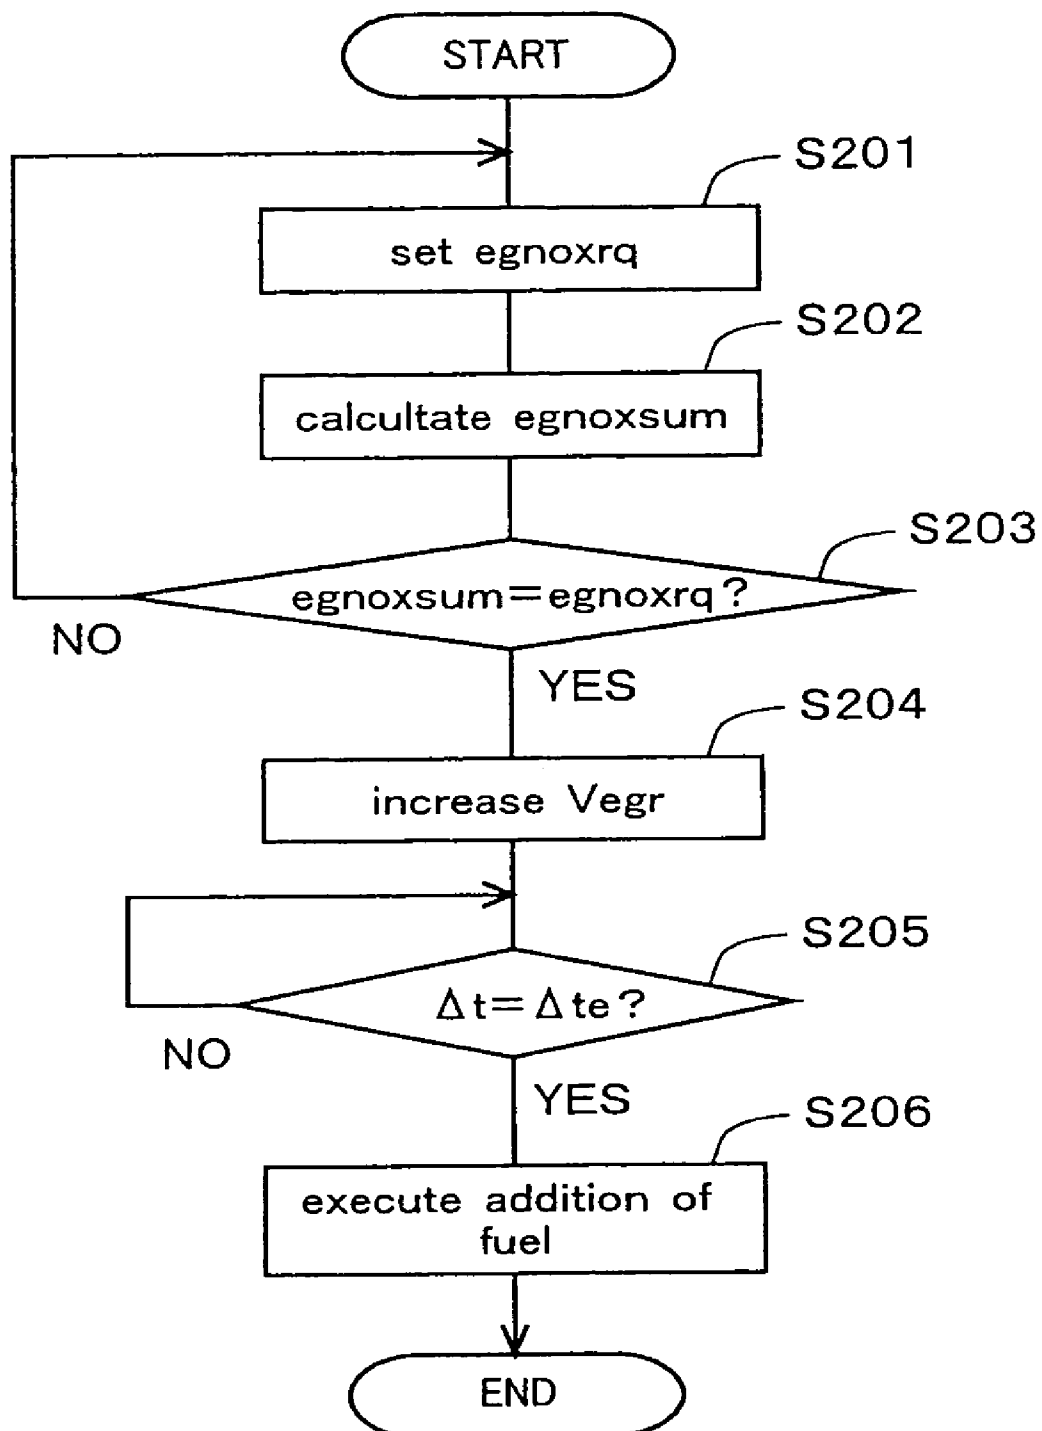 START
S201
set egnoxrq
S202
calcultate egnoxsum
S203
egnoxsum=egnoxrq?
NO
YES
S204
increase Vegr
S205
Δt=Δte?
NO
YES
S206
execute addition of
fuel
END